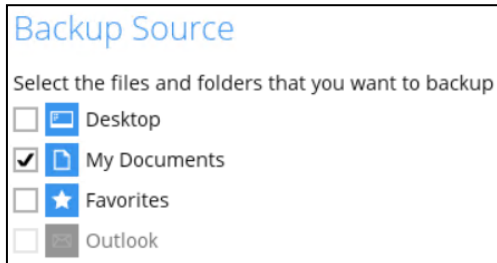 Backup Source
Select the files and folders that you want to backup
Desktop
My Documents
Favorites
Outlook